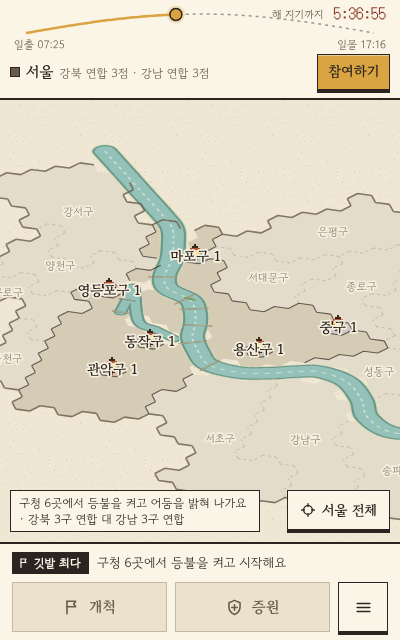 해 지기까지 5:36:55
일출 07:25
일몰 17:16
서울 강북 연합 3점 · 강남 연합 3점
참여하기
강서구
은평구
마포구 1
양천구
서대문구
종로구
영등포구 1
중구 1
동작구 1
용산구 1
관악구 1
성동구
서초구
강남구
구청 6곳에서 등불을 켜고 어둠을 밝혀 나가요
· 강북 3구 연합 대 강남 3구 연합
서울 전체
깃발 꽂다
구청 6곳에서 등불을 켜고 시작해요
개척
증원